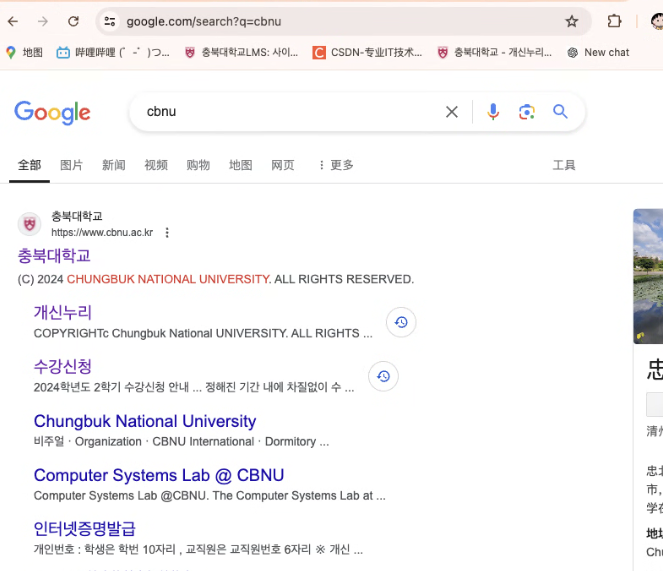 google.com/search?q=cbnu
地图
哔哩哔哩 (゜-゜)つ...
충북대학교LMS: 사이...
CSDN-专业IT技术...
충북대학교 - 개신누리...
New chat
Google
cbnu
全部 图片 新闻 视频 购物 地图 网页 更多 工具
충북대학교
https://www.cbnu.ac.kr
충북대학교
(C) 2024 CHUNGBUK NATIONAL UNIVERSITY. ALL RIGHTS RESERVED.
개신누리
COPYRIGHTc Chungbuk National UNIVERSITY. ALL RIGHTS ...
수강신청
2024학년도 2학기 수강신청 안내 ... 정해진 기간 내에 차질없이 수 ...
Chungbuk National University
비주얼 · Organization · CBNU International · Dormitory ...
Computer Systems Lab @ CBNU
Computer Systems Lab @CBNU. The Computer Systems Lab at ...
인터넷증명발급
개인번호 : 학생은 학번 10자리 , 교직원은 교직원번호 6자리 ※ 개신 ...
忠
清州
忠北
市,
学在
地址
Chu